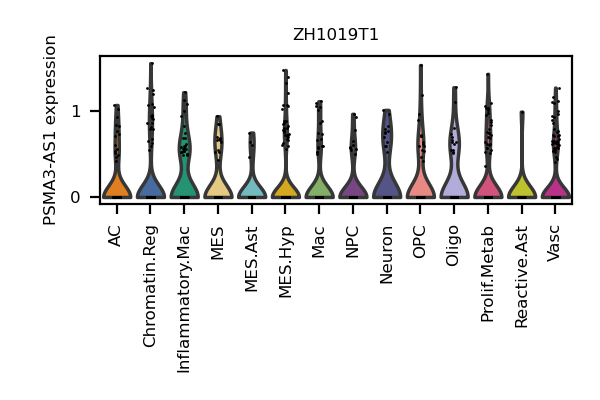 ZH1019T1
PSMA3-AS1 expression
1
0
AC
Chromatin.Reg
Inflammatory.Mac
MES
MES.Ast
MES.Hyp
Mac
NPC
Neuron
OPC
Oligo
Prolif.Metab
Reactive.Ast
Vasc